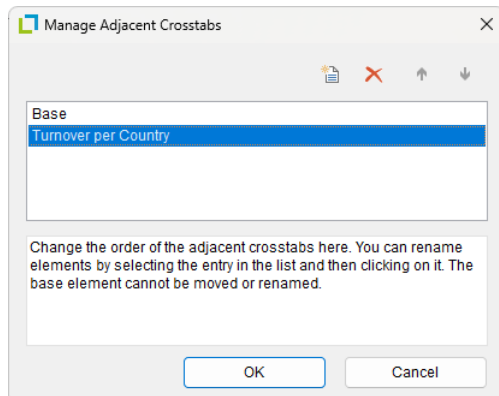 Manage Adjacent Crosstabs
Base
Turnover per Country
Change the order of the adjacent crosstabs here. You can rename
elements by selecting the entry in the list and then clicking on it. The
base element cannot be moved or renamed.
OK
Cancel